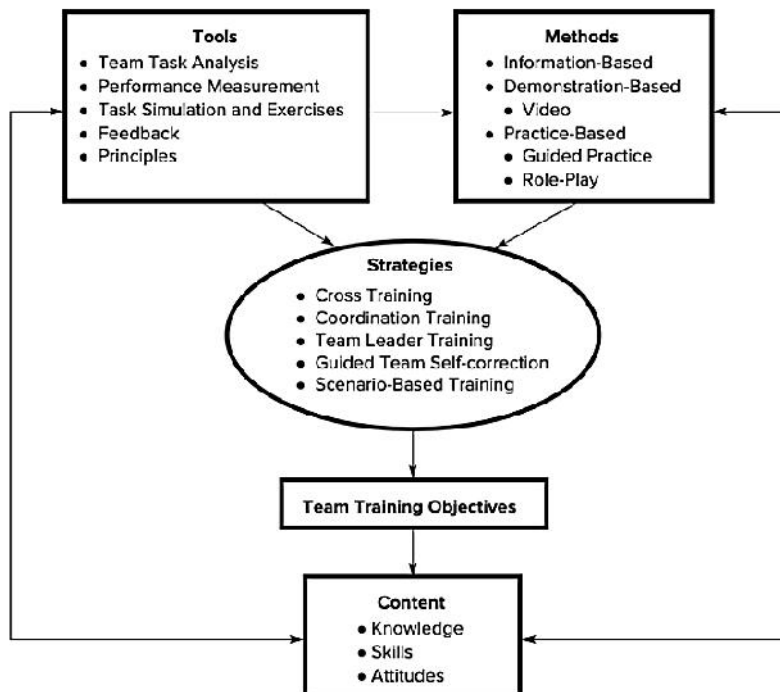 Tools
• Team Task Analysis
• Performance Measurement
• Task Simulation and Exercises
• Feedback
• Principles
Methods
• Information-Based
• Demonstration-Based
• Video
• Practice-Based
• Guided Practice
• Role-Play
Strategies
• Cross Training
• Coordination Training
• Team Leader Training
• Guided Team Self-correction
• Scenario-Based Training
Team Training Objectives
Content
• Knowledge
• Skills
• Attitudes